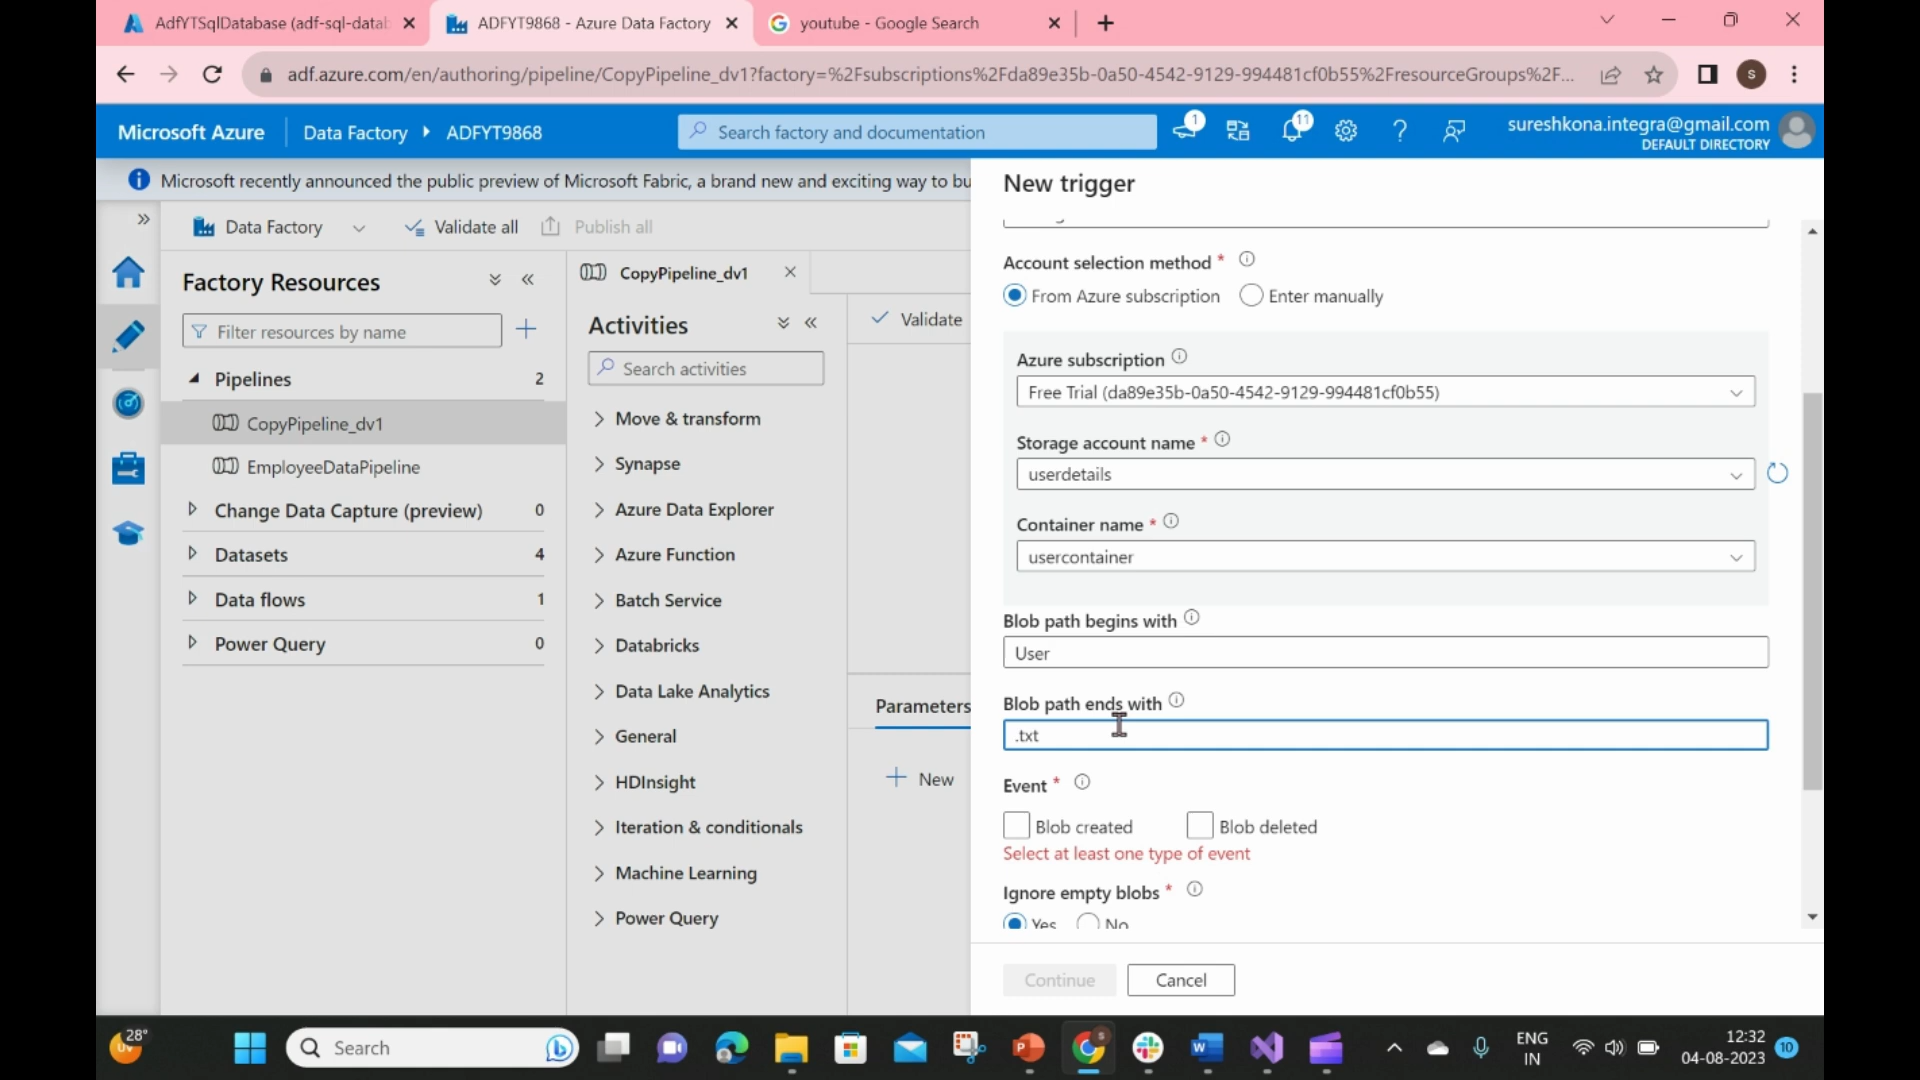 AdfYTSqlDatabase (adf-sql-datab
ADFYT9868 - Azure Data Factory
youtube - Google Search
adf.azure.com/en/authoring/pipeline/CopyPipeline_dv1?factory=%2Fsubscriptions%2Fda89e35b-0a50-4542-9129-994481cf0b55%2FresourceGroups%2F...
S
Microsoft Azure
Data Factory
ADFYT9868
Search factory and documentation
1
11
sureshkona.integra@gmail.com
DEFAULT DIRECTORY
Microsoft recently announced the public preview of Microsoft Fabric, a brand new and exciting way to bu
Data Factory
Validate all
Publish all
Factory Resources
Filter resources by name
Pipelines 2
CopyPipeline_dv1
EmployeeDataPipeline
Change Data Capture (preview) 0
Datasets 4
Data flows 1
Power Query 0
CopyPipeline_dv1
Activities
Search activities
Move & transform
Synapse
Azure Data Explorer
Azure Function
Batch Service
Databricks
Data Lake Analytics
General
HDInsight
Iteration & conditionals
Machine Learning
Power Query
Validate
Parameters
New
New trigger
Account selection method *
From Azure subscription Enter manually
Azure subscription
Free Trial (da89e35b-0a50-4542-9129-994481cf0b55)
Storage account name *
userdetails
Container name *
usercontainer
Blob path begins with
User
Blob path ends with
.txt
Event *
Blob created Blob deleted
Select at least one type of event
Ignore empty blobs *
Yes No
Continue Cancel
28°
UV
Search
ENG
IN
12:32
04-08-2023
10